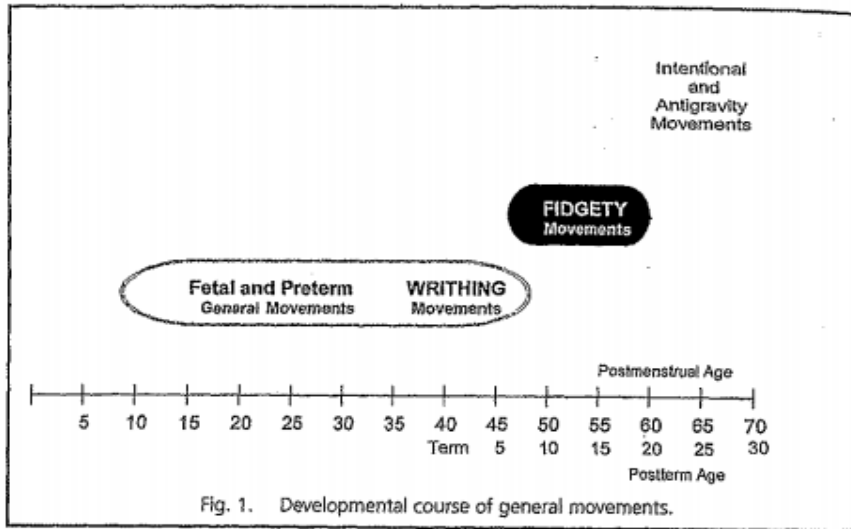 Intentional
and
Antigravity
Movements
FIDGETY
Movements
Fetal and Preterm WRITHING
General Movements Movements
Postmenstrual Age
5 10 15 20 25 30 35 40 45 50 55 60 65 70
Term 5 10 15 20 25 30
Postterm Age
Fig. 1. Developmental course of general movements.